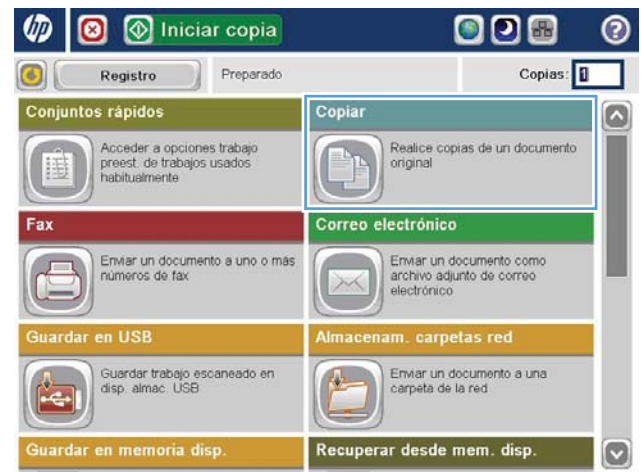 hp
Iniciar copia
?
Registro
Preparado
Copias: 1
Conjuntos rápidos
Acceder a opciones trabajo
preest. de trabajos usados
habitualmente
Copiar
Realice copias de un documento
original
Fax
Enviar un documento a uno o más
números de fax
Correo electrónico
Enviar un documento como
archivo adjunto de correo
electrónico
Guardar en USB
Guardar trabajo escaneado en
disp. almac. USB
Almacenam. carpetas red
Enviar un documento a una
carpeta de la red
Guardar en memoria disp.
Recuperar desde mem. disp.